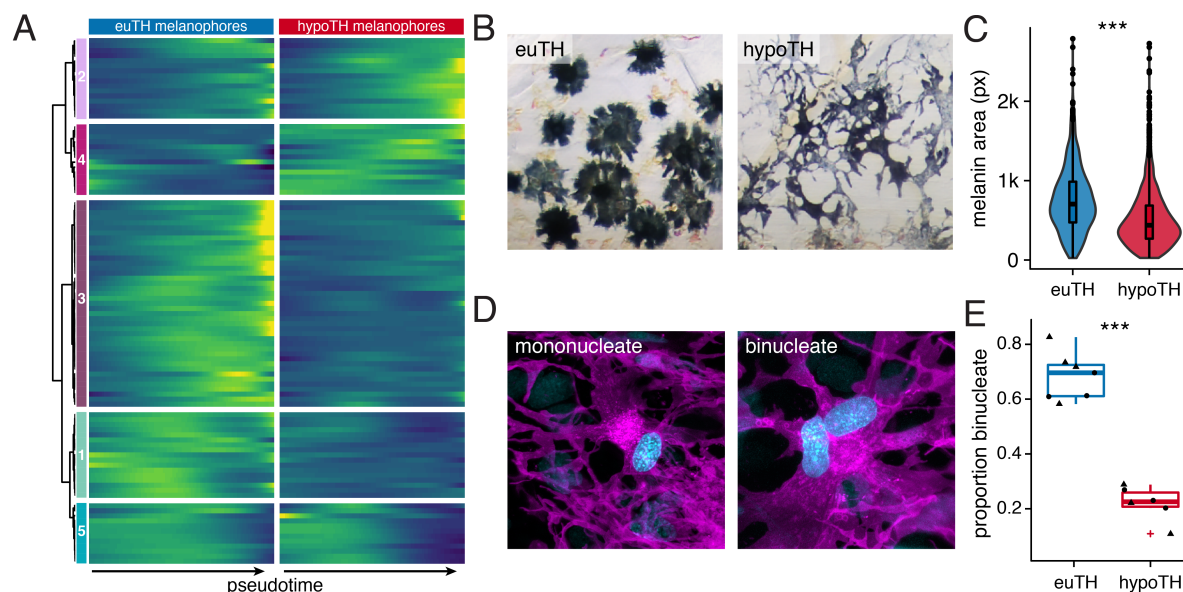 A
euTH melanophores
hypoTH melanophores
2
4
3
1
5
pseudotime
B
euTH
hypoTH
C
***
melanin area (px)
2k
1k
0
euTH
hypoTH
D
mononucleate
binucleate
E
***
proportion binucleate
0.8
0.6
0.4
0.2
euTH
hypoTH